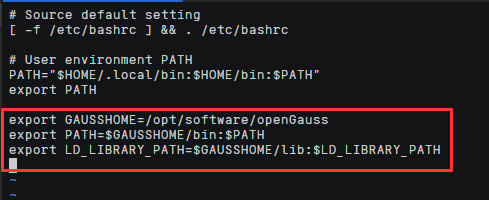 # Source default setting
[ -f /etc/bashrc ] && . /etc/bashrc
# User environment PATH
PATH="$HOME/.local/bin:$HOME/bin:$PATH"
export PATH
export GAUSSHOME=/opt/software/openGauss
export PATH=$GAUSSHOME/bin:$PATH
export LD_LIBRARY_PATH=$GAUSSHOME/lib:$LD_LIBRARY_PATH
~
~